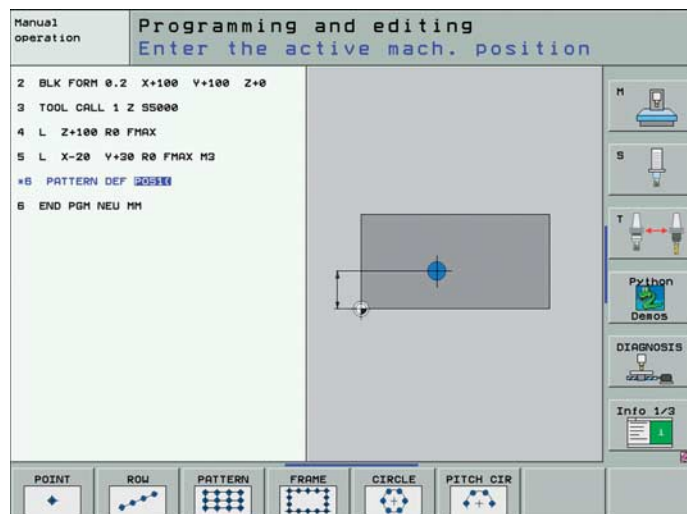 Manual
operation
Programming and editing
Enter the active mach. position
2 BLK FORM 0.2 X+100 Y+100 Z+0
3 TOOL CALL 1 Z S5000
4 L Z+100 R0 FMAX
5 L X-20 Y+30 R0 FMAX M3
*6 PATTERN DEF POS1(
6 END PGM NEU MM
M
S
T
Python
Demos
DIAGNOSIS
Info 1/3
i
POINT
ROW
PATTERN
FRAME
CIRCLE
PITCH CIR